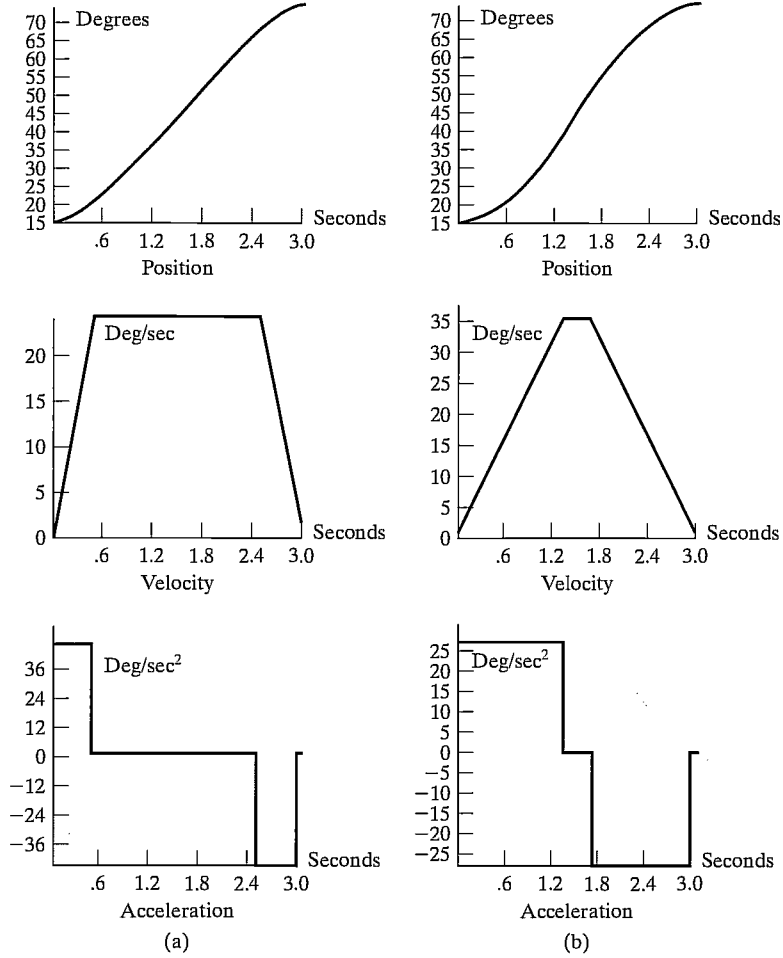 Degrees
70
65
60
55
50
45
40
35
30
25
20
15
.6 1.2 1.8 2.4 3.0
Seconds
Position
Degrees
70
65
60
55
50
45
40
35
30
25
20
15
.6 1.2 1.8 2.4 3.0
Seconds
Position
Deg/sec
20
15
10
5
0
.6 1.2 1.8 2.4 3.0
Seconds
Velocity
Deg/sec
35
30
25
20
15
10
5
0
.6 1.2 1.8 2.4 3.0
Seconds
Velocity
Deg/sec²
36
24
12
0
−12
−24
−36
.6 1.2 1.8 2.4 3.0
Seconds
Acceleration
(a)
Deg/sec²
25
20
15
10
5
0
−5
−10
−15
−20
−25
.6 1.2 1.8 2.4 3.0
Seconds
Acceleration
(b)